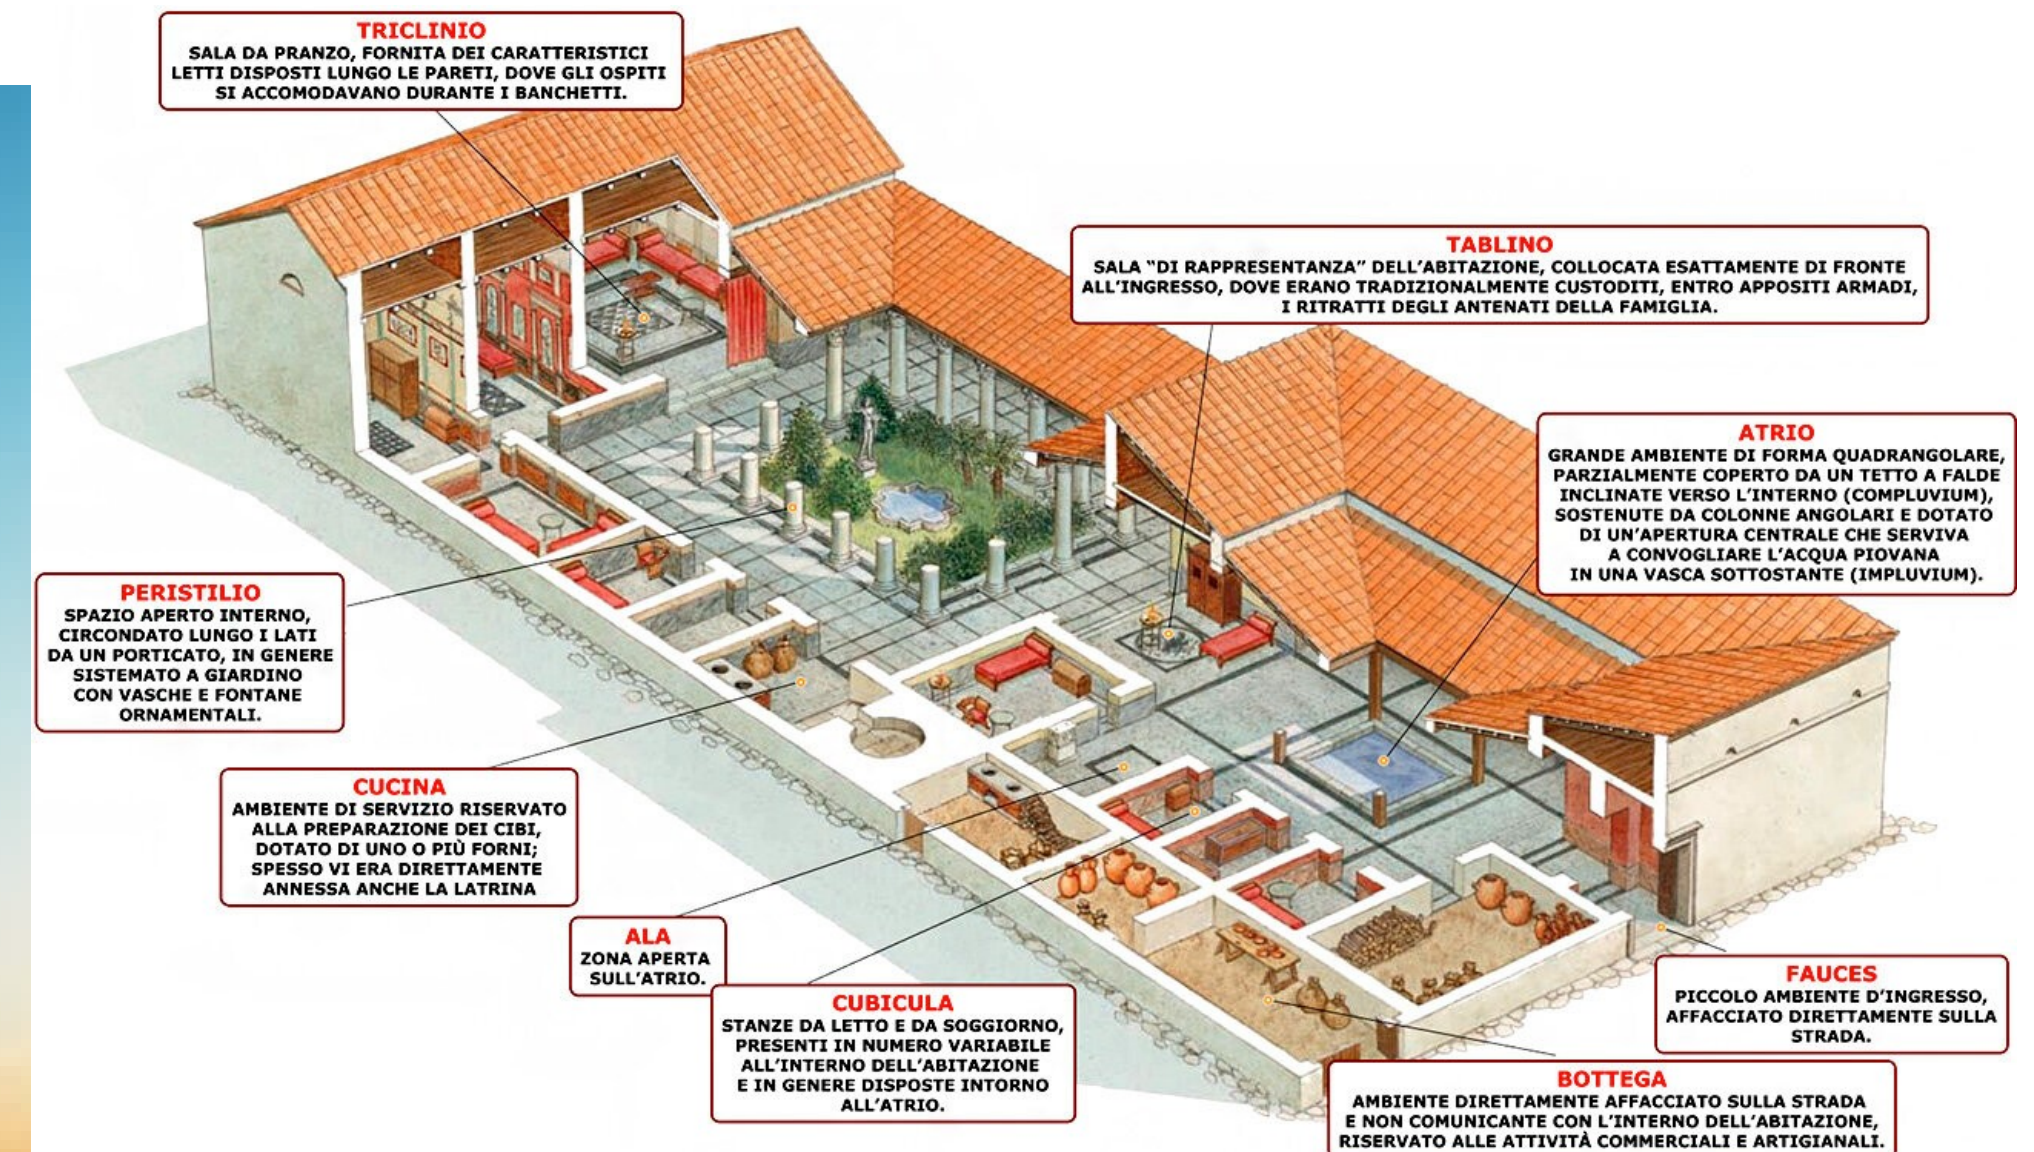 TRICLINIO
SALA DA PRANZO, FORNITA DEI CARATTERISTICI
LETTI DISPOSTI LUNGO LE PARETI, DOVE GLI OSPITI
SI ACCOMODAVANO DURANTE I BANCHETTI.
TABLINO
SALA “DI RAPPRESENTANZA” DELL’ABITAZIONE, COLLOCATA ESATTAMENTE DI FRONTE
ALL’INGRESSO, DOVE ERANO TRADIZIONALMENTE CUSTODITI, ENTRO APPOSITI ARMADI,
I RITRATTI DEGLI ANTENATI DELLA FAMIGLIA.
ATRIO
GRANDE AMBIENTE DI FORMA QUADRANGOLARE,
PARZIALMENTE COPERTO DA UN TETTO A FALDE
INCLINATE VERSO L’INTERNO (COMPLUVIUM),
SOSTENUTE DA COLONNE ANGOLARI E DOTATO
DI UN’APERTURA CENTRALE CHE SERVIVA
A CONVOGLIARE L’ACQUA PIOVANA
IN UNA VASCA SOTTOSTANTE (IMPLUVIUM).
PERISTILIO
SPAZIO APERTO INTERNO,
CIRCONDATO LUNGO I LATI
DA UN PORTICATO, IN GENERE
SISTEMATO A GIARDINO
CON VASCHE E FONTANE
ORNAMENTALI.
CUCINA
AMBIENTE DI SERVIZIO RISERVATO
ALLA PREPARAZIONE DEI CIBI,
DOTATO DI UNO O PIÙ FORNI;
SPESSO VI ERA DIRETTAMENTE
ANNESSA ANCHE LA LATRINA
ALA
ZONA APERTA
SULL’ATRIO.
CUBICULA
STANZE DA LETTO E DA SOGGIORNO,
PRESENTI IN NUMERO VARIABILE
ALL’INTERNO DELL’ABITAZIONE
E IN GENERE DISPOSTE INTORNO
ALL’ATRIO.
FAUCES
PICCOLO AMBIENTE D’INGRESSO,
AFFACCIATO DIRETTAMENTE SULLA
STRADA.
BOTTEGA
AMBIENTE DIRETTAMENTE AFFACCIATO SULLA STRADA
E NON COMUNICANTE CON L’INTERNO DELL’ABITAZIONE,
RISERVATO ALLE ATTIVITÀ COMMERCIALI E ARTIGIANALI.